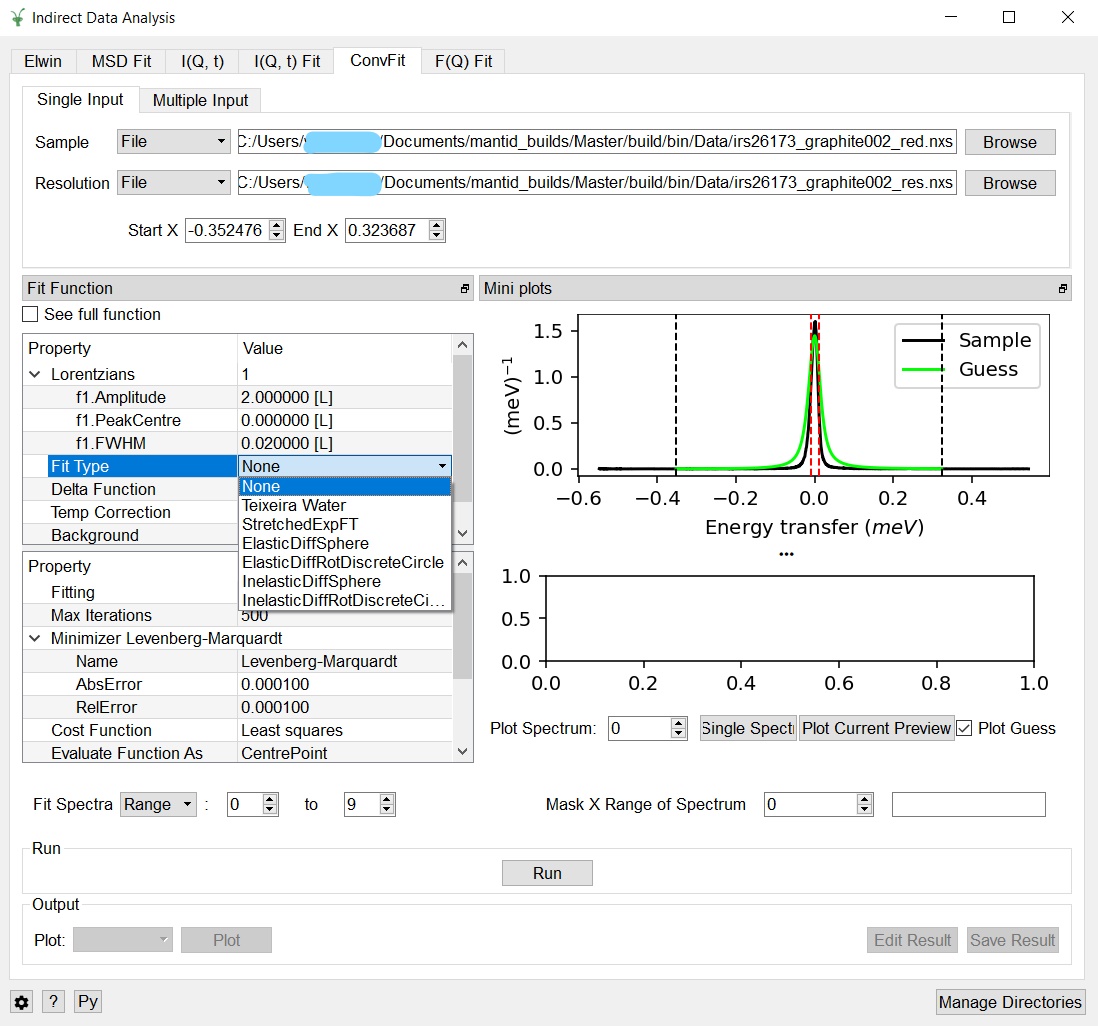 Indirect Data Analysis
Elwin MSD Fit I(Q, t) I(Q, t) Fit ConvFit F(Q) Fit
Single Input Multiple Input
Sample File C:/Users/ /Documents/mantid_builds/Master/build/bin/Data/irs26173_graphite002_red.nxs Browse
Resolution File C:/Users/ /Documents/mantid_builds/Master/build/bin/Data/irs26173_graphite002_res.nxs Browse
Start X -0.352476 End X 0.323687
Fit Function
See full function
Property Value
Lorentzians 1
f1.Amplitude 2.000000 [L]
f1.PeakCentre 0.000000 [L]
f1.FWHM 0.020000 [L]
Fit Type None
Delta Function
Temp Correction
Background
None
Teixeira Water
StretchedExpFT
ElasticDiffSphere
ElasticDiffRotDiscreteCircle
InelasticDiffSphere
InelasticDiffRotDiscreteCi...
Property
Fitting
Max Iterations 500
Minimizer Levenberg-Marquardt
Name Levenberg-Marquardt
AbsError 0.000100
RelError 0.000100
Cost Function Least squares
Evaluate Function As CentrePoint
Mini plots
(meV)⁻¹
1.5
1.0
0.5
0.0
Sample
Guess
−0.6 −0.4 −0.2 0.0 0.2 0.4
Energy transfer (meV)
...
1.0
0.5
0.0
0.0 0.2 0.4 0.6 0.8 1.0
Plot Spectrum: 0 Single Spectr Plot Current Preview Plot Guess
Fit Spectra Range : 0 to 9 Mask X Range of Spectrum 0
Run
Run
Output
Plot: Plot Edit Result Save Result
? Py Manage Directories